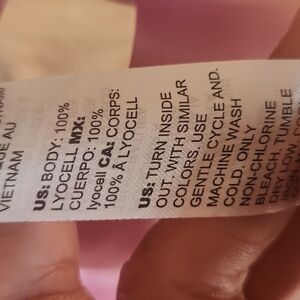 VIETNAM
US: BODY: 100%
LYOCELL MX:
CUERPO: 100%
lyocell CA: CORPS:
100% Â LYOCELL
US: TURN INSIDE
OUT WITH SIMILAR
COLORS. USE
GENTLE CYCLE AND.
MACHINE WASH
COLD, ONLY
NON-CHLORINE
BLEACH, TUMBLE
DRY LOW,